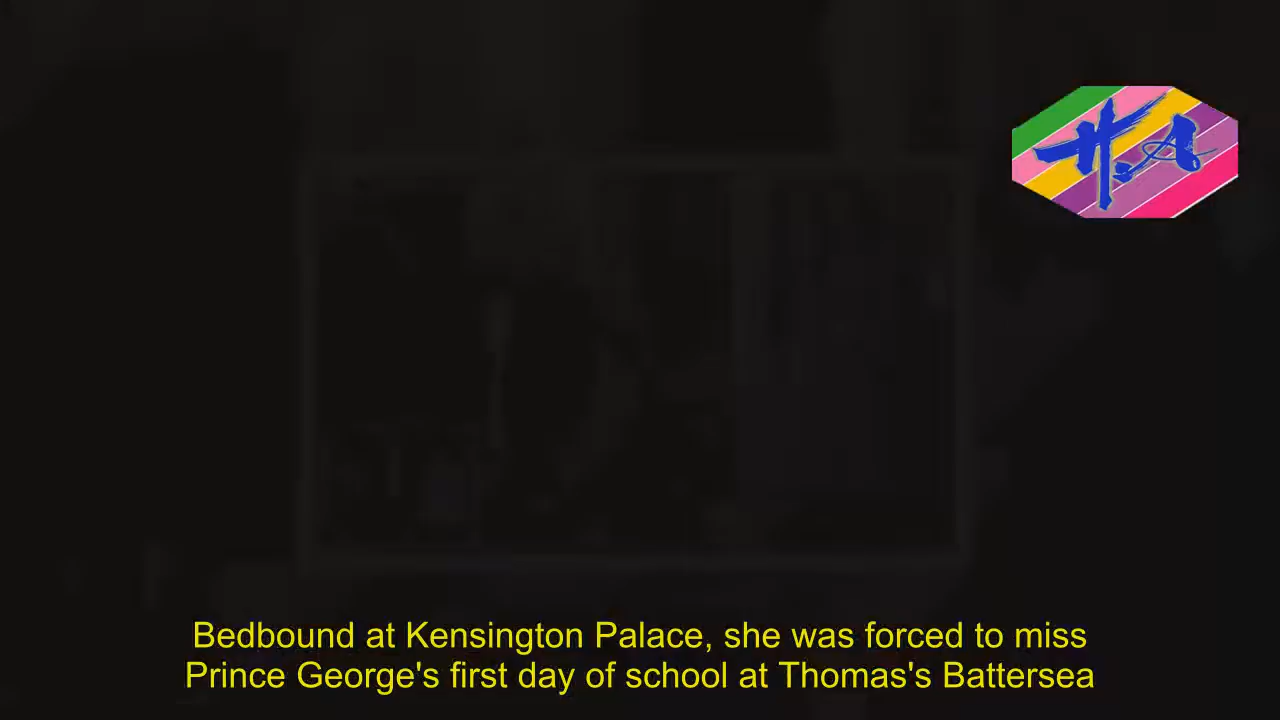 H.A
Bedbound at Kensington Palace, she was forced to miss
Prince George's first day of school at Thomas's Battersea